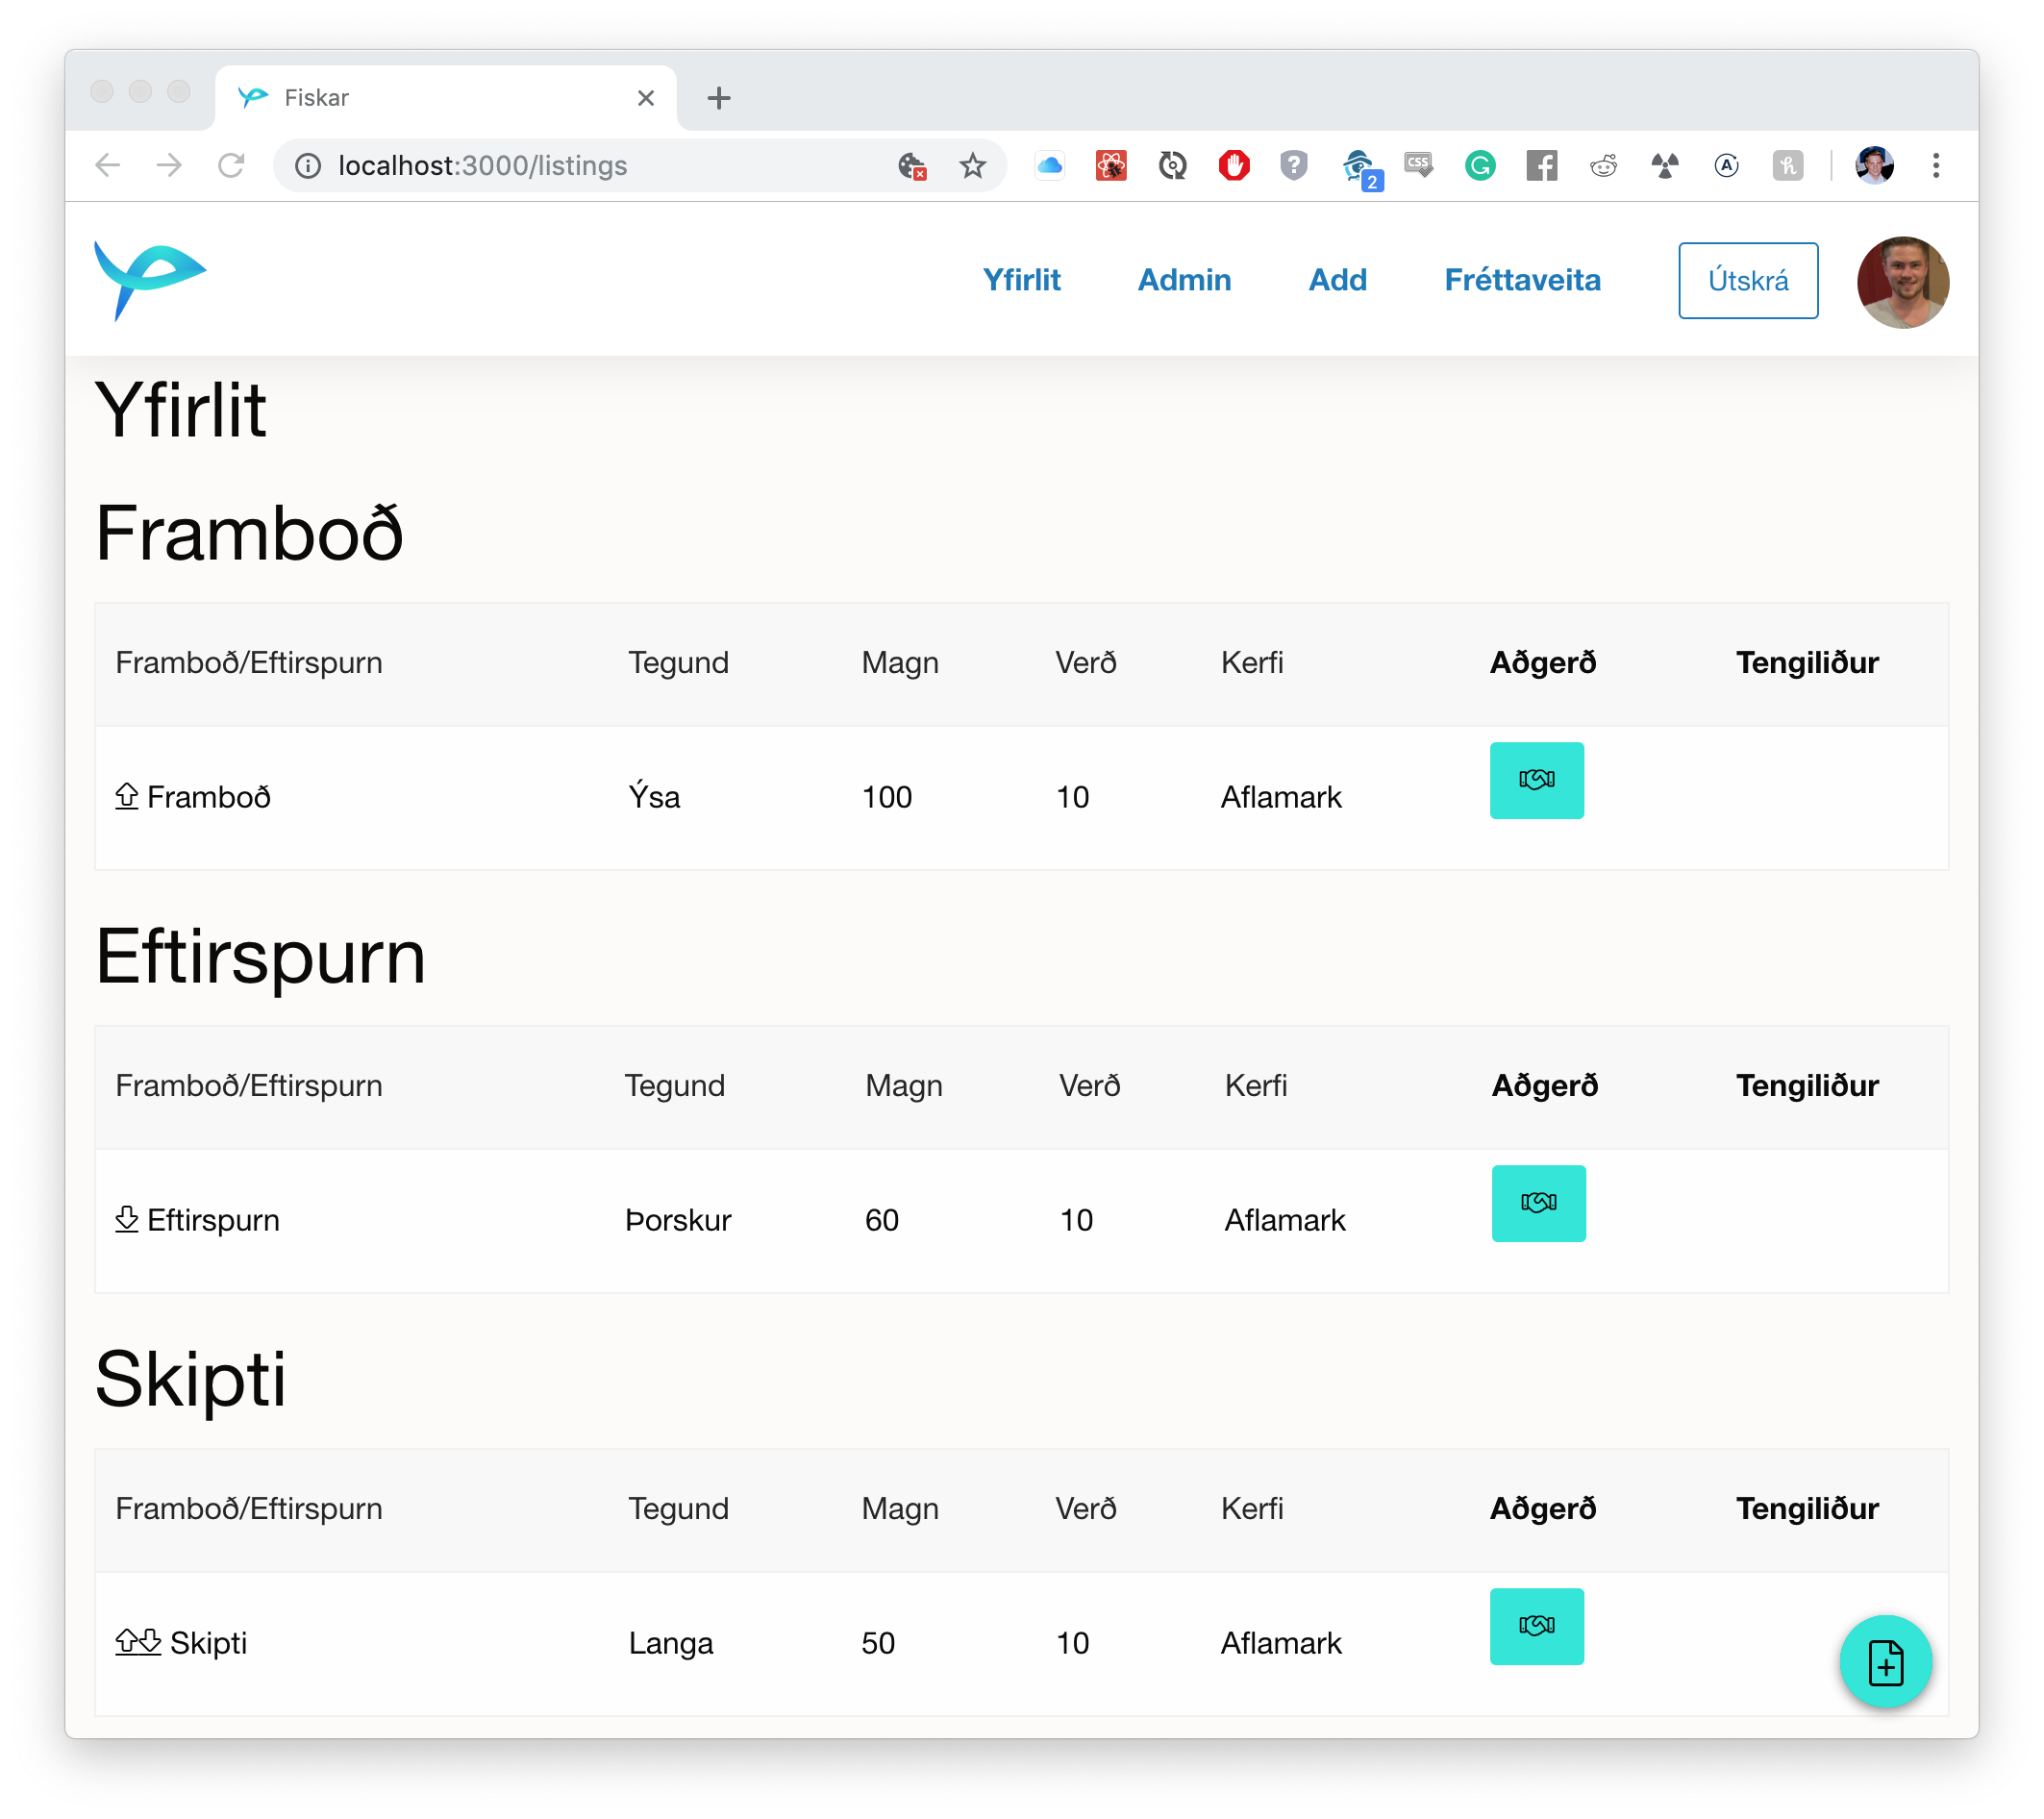 Fiskar
localhost:3000/listings
2
CSS
Yfirlit Admin Add Fréttaveita Útskrá
Yfirlit
Framboð
Framboð/Eftirspurn Tegund Magn Verð Kerfi Aðgerð Tengiliður
Framboð Ýsa 100 10 Aflamark
Eftirspurn
Framboð/Eftirspurn Tegund Magn Verð Kerfi Aðgerð Tengiliður
Eftirspurn Þorskur 60 10 Aflamark
Skipti
Framboð/Eftirspurn Tegund Magn Verð Kerfi Aðgerð Tengiliður
Skipti Langa 50 10 Aflamark